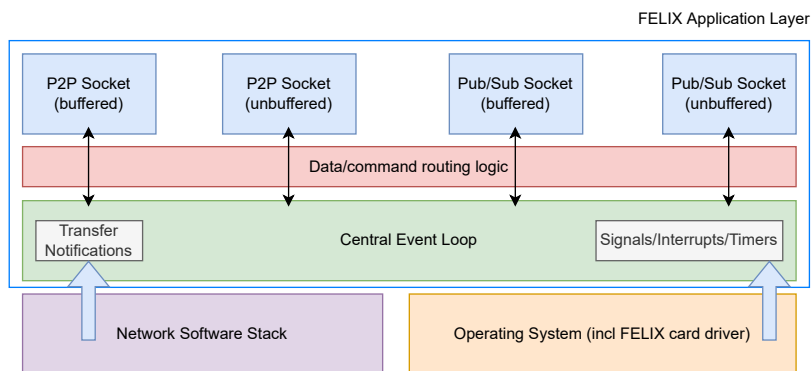 FELIX Application Layer
P2P Socket
(buffered)
P2P Socket
(unbuffered)
Pub/Sub Socket
(buffered)
Pub/Sub Socket
(unbuffered)
Data/command routing logic
Transfer
Notifications
Central Event Loop
Signals/Interrupts/Timers
Network Software Stack
Operating System (incl FELIX card driver)